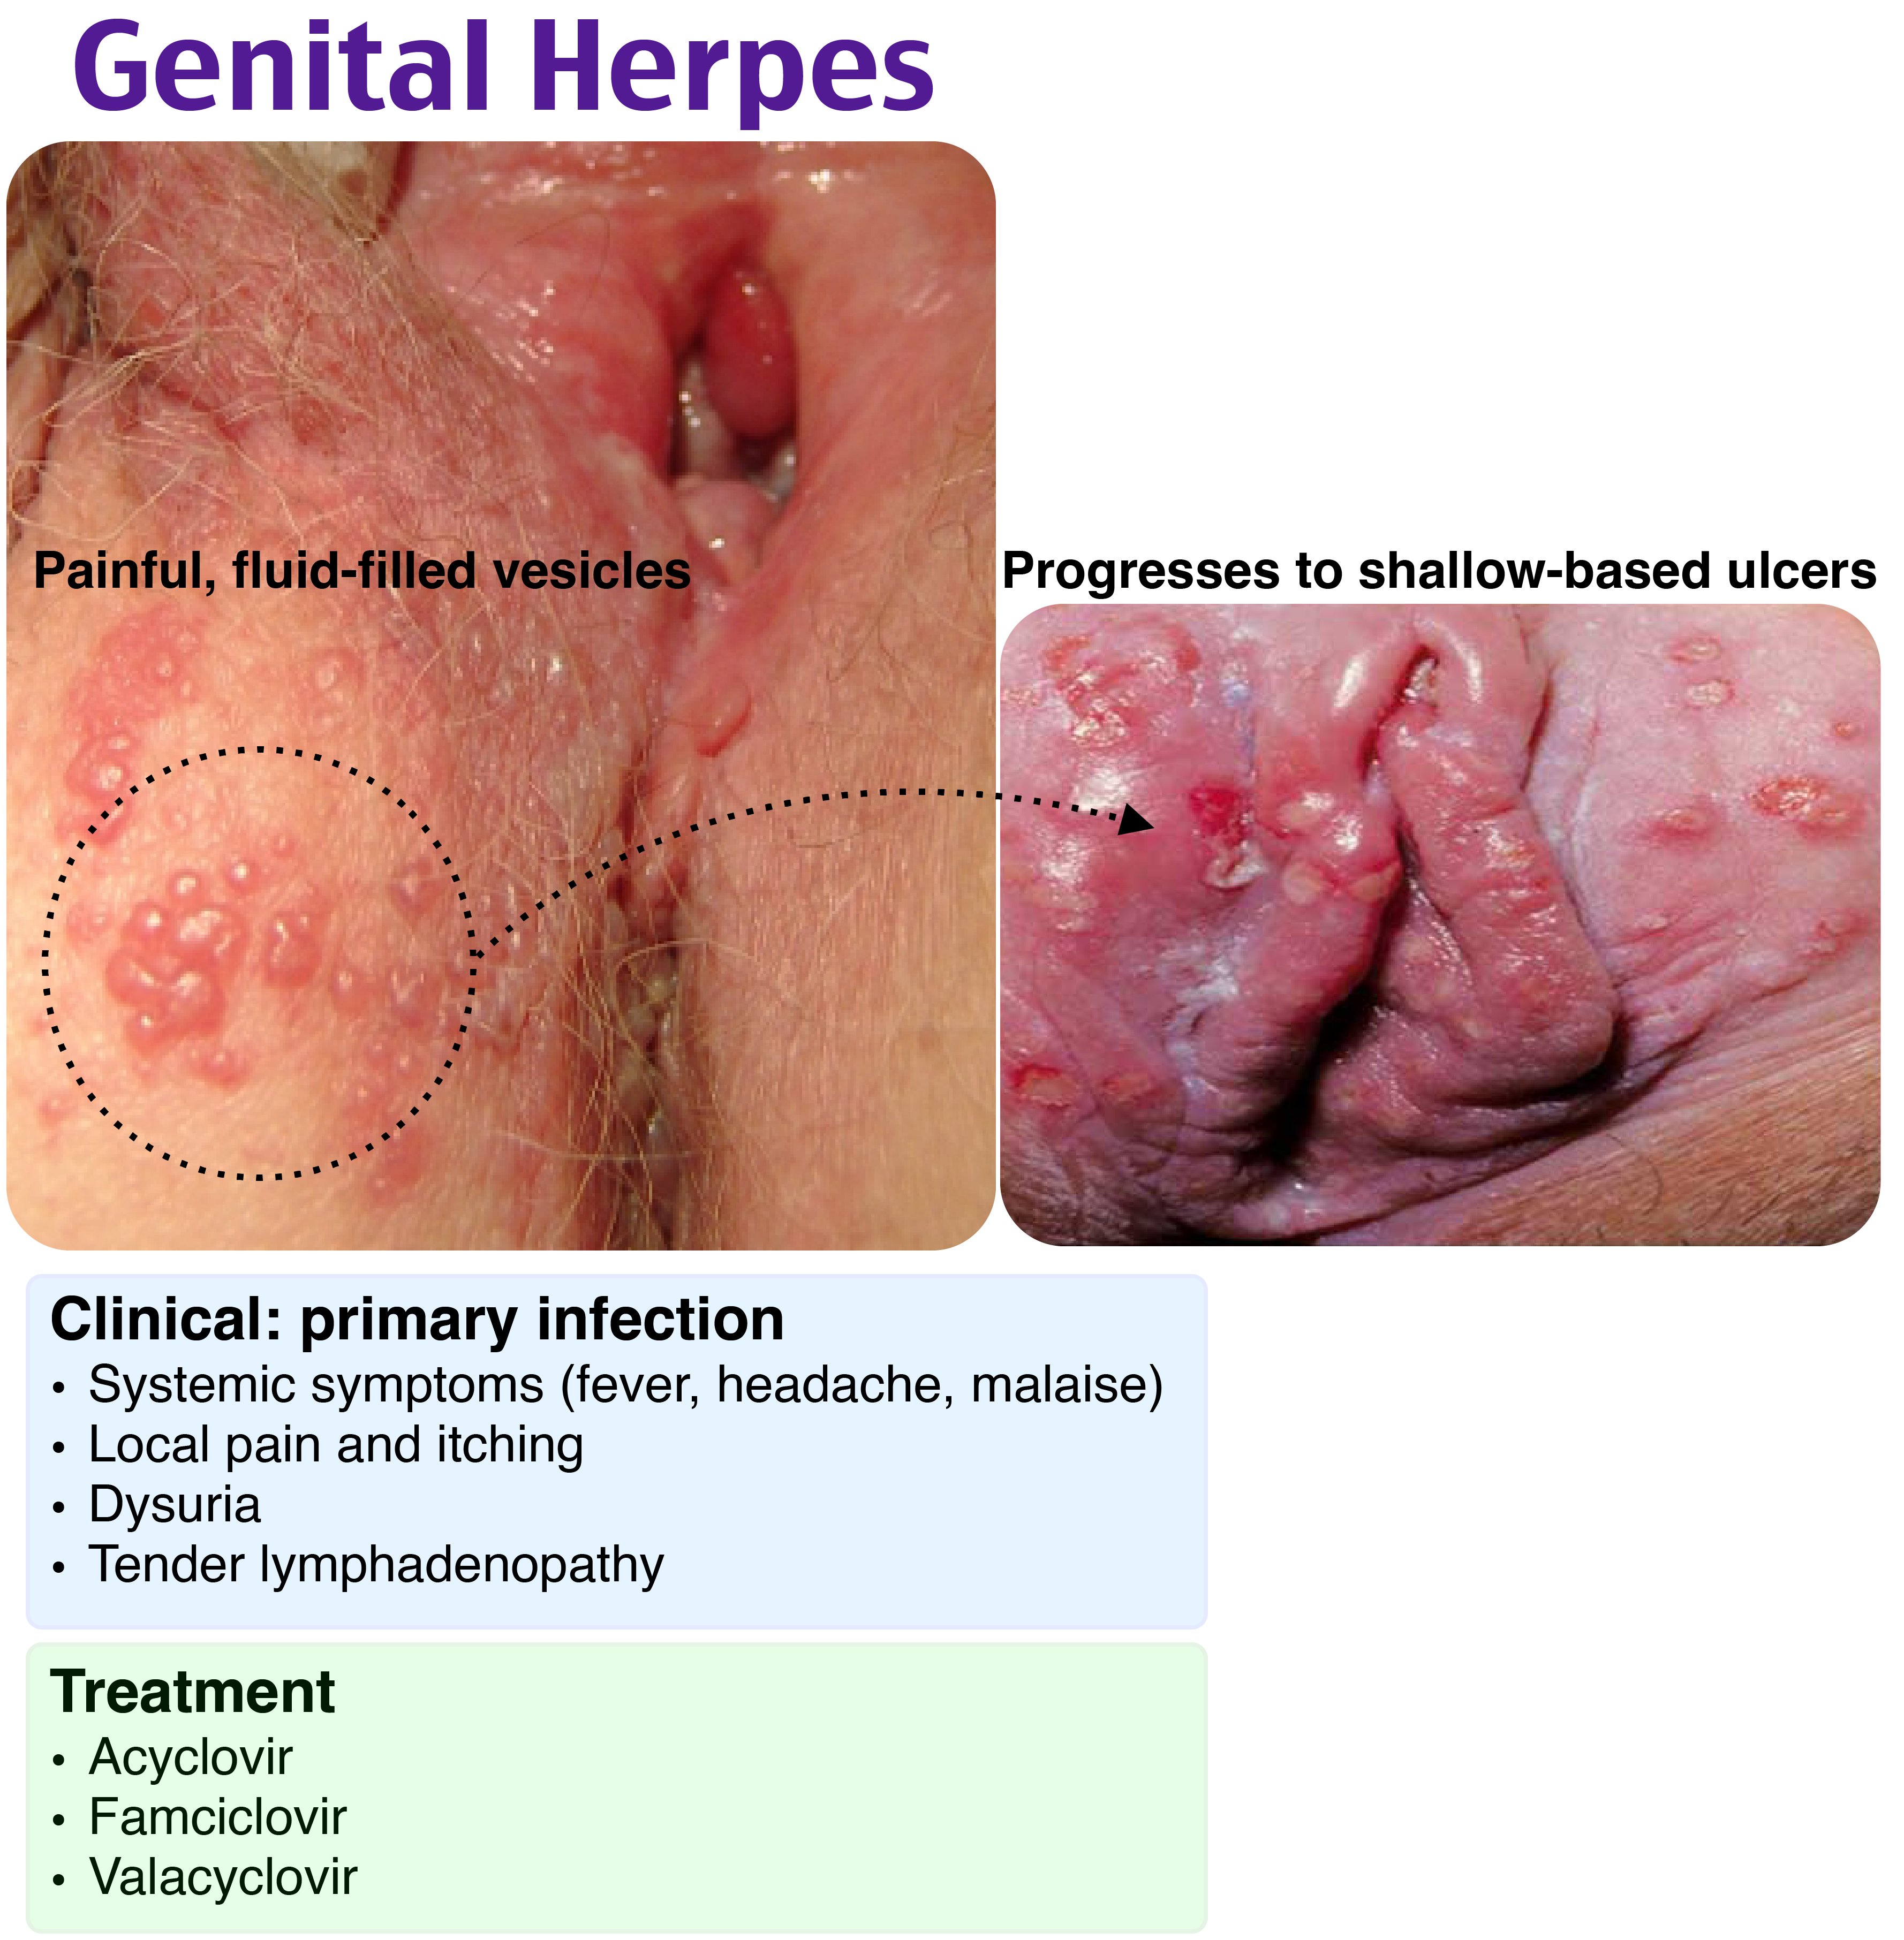 Genital Herpes
Painful, fluid-filled vesicles
Progresses to shallow-based ulcers
Clinical: primary infection
• Systemic symptoms (fever, headache, malaise)
• Local pain and itching
• Dysuria
• Tender lymphadenopathy
Treatment
• Acyclovir
• Famciclovir
• Valacyclovir